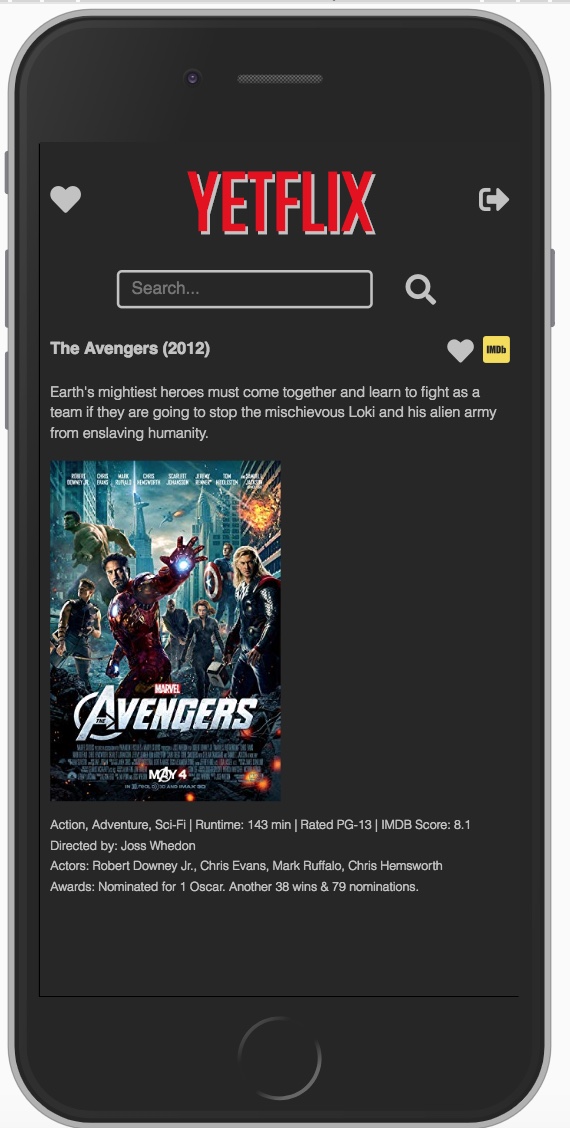 YETFLIX
Search...
The Avengers (2012)
IMDb
Earth's mightiest heroes must come together and learn to fight as a
team if they are going to stop the mischievous Loki and his alien army
from enslaving humanity.
ROBERT DOWNEY JR. CHRIS EVANS MARK RUFFALO CHRIS HEMSWORTH SCARLETT JOHANSSON JEREMY RENNER TOM HIDDLESTON
MARVEL
THE AVENGERS
MAY 4
Action, Adventure, Sci-Fi | Runtime: 143 min | Rated PG-13 | IMDB Score: 8.1
Directed by: Joss Whedon
Actors: Robert Downey Jr., Chris Evans, Mark Ruffalo, Chris Hemsworth
Awards: Nominated for 1 Oscar. Another 38 wins & 79 nominations.